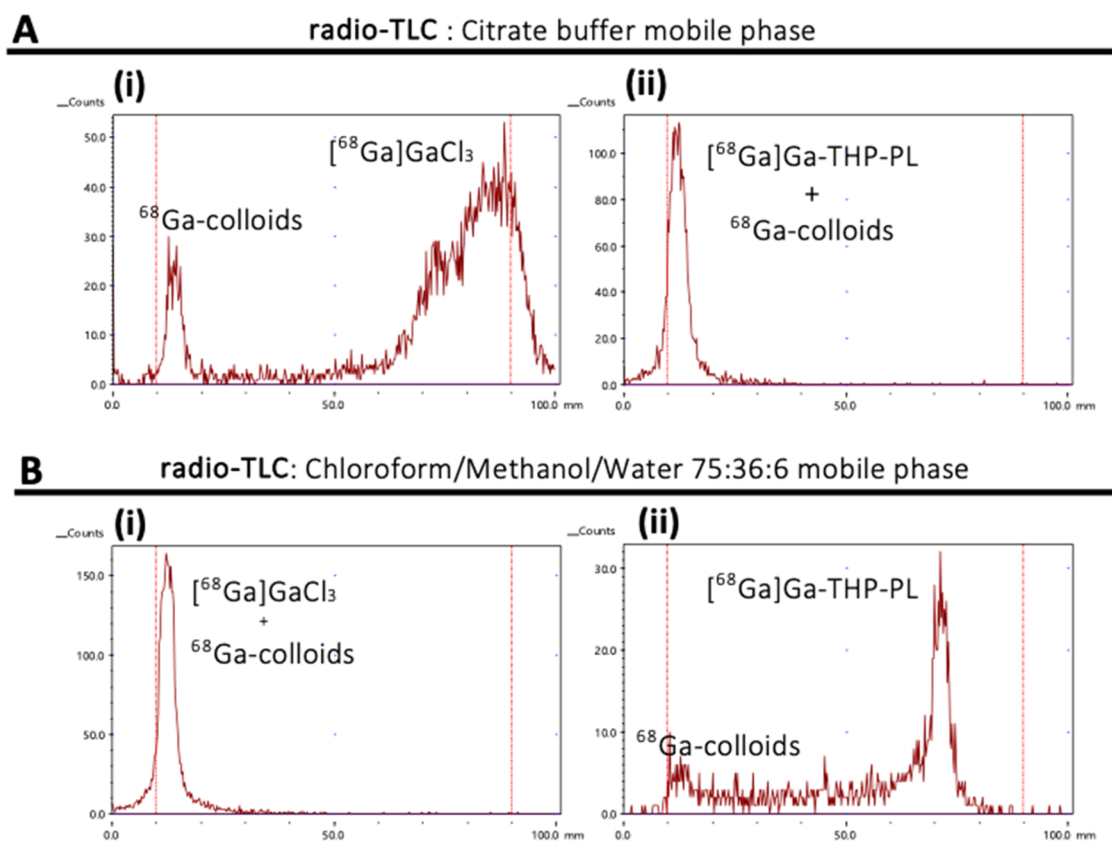 A radio-TLC : Citrate buffer mobile phase
(i)
__Counts
50.0
40.0
30.0
20.0
10.0
0.0
[⁶⁸Ga]GaCl₃
⁶⁸Ga-colloids
0.0 50.0 100.0 mm
(ii)
__Counts
100.0
80.0
60.0
40.0
20.0
0.0
[⁶⁸Ga]Ga-THP-PL
+
⁶⁸Ga-colloids
0.0 50.0 100.0 mm
B radio-TLC: Chloroform/Methanol/Water 75:36:6 mobile phase
(i)
__Counts
150.0
100.0
50.0
0.0
[⁶⁸Ga]GaCl₃
+
⁶⁸Ga-colloids
0.0 50.0 100.0 mm
(ii)
__Counts
30.0
20.0
10.0
0.0
[⁶⁸Ga]Ga-THP-PL
⁶⁸Ga-colloids
0.0 50.0 100.0 mm